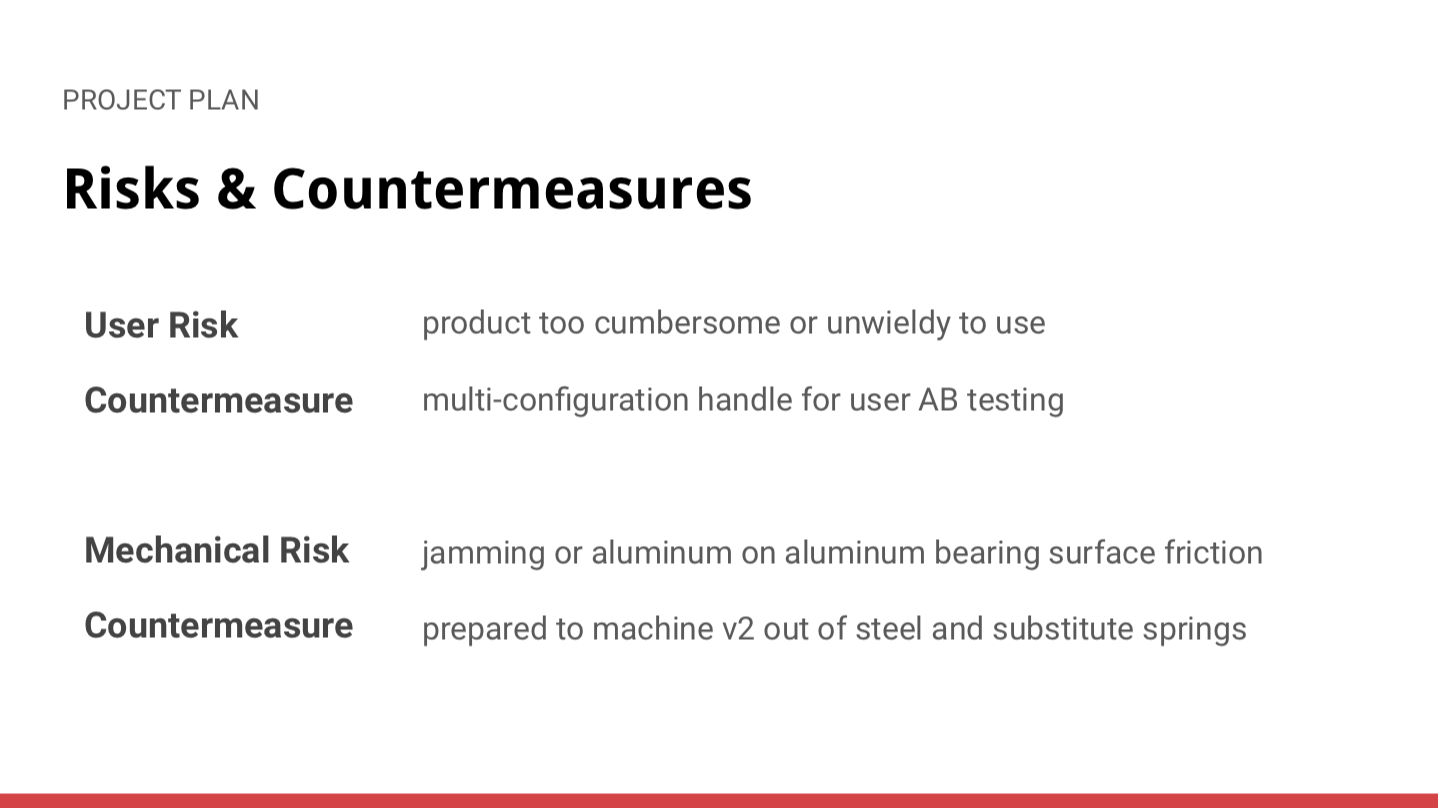 PROJECT PLAN
Risks & Countermeasures
User Risk product too cumbersome or unwieldy to use
Countermeasure multi-configuration handle for user AB testing
Mechanical Risk jamming or aluminum on aluminum bearing surface friction
Countermeasure prepared to machine v2 out of steel and substitute springs